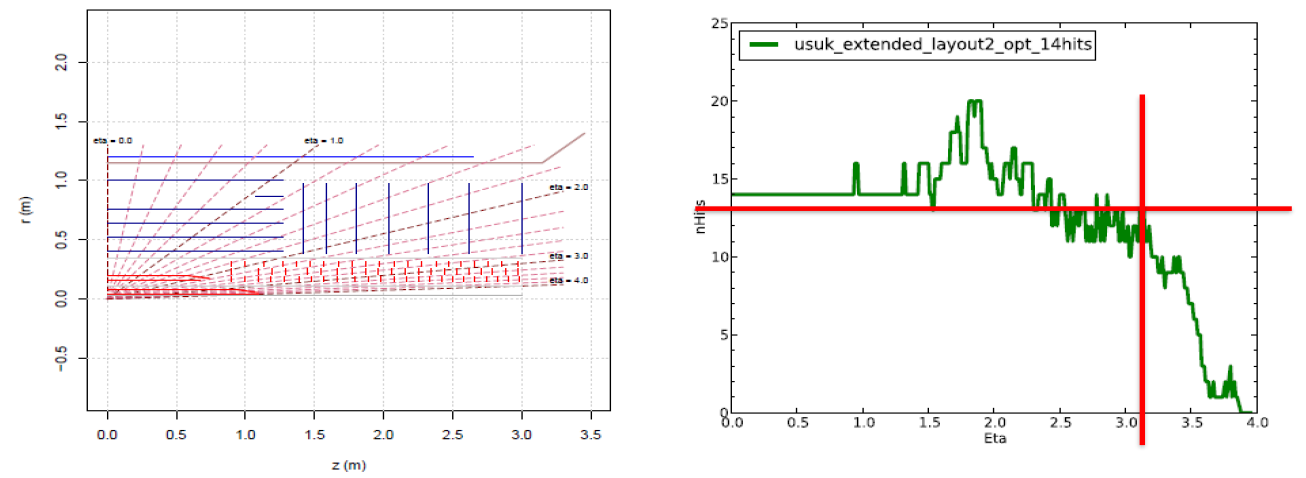 2.0
1.5
1.0
0.5
0.0
−0.5
r (m)
eta = 0.0
eta = 1.0
eta = 2.0
eta = 3.0
eta = 4.0
0.0 0.5 1.0 1.5 2.0 2.5 3.0 3.5
z (m)
usuk_extended_layout2_opt_14hits
25
20
15
10
5
0
nHits
0.0 0.5 1.0 1.5 2.0 2.5 3.0 3.5 4.0
Eta